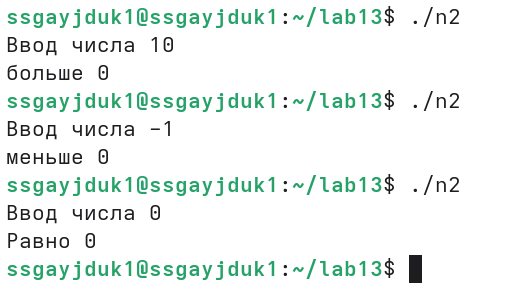 ssgayjduk1@ssgayjduk1:~/lab13$ ./n2
Ввод числа 10
больше 0
ssgayjduk1@ssgayjduk1:~/lab13$ ./n2
Ввод числа -1
меньше 0
ssgayjduk1@ssgayjduk1:~/lab13$ ./n2
Ввод числа 0
Равно 0
ssgayjduk1@ssgayjduk1:~/lab13$